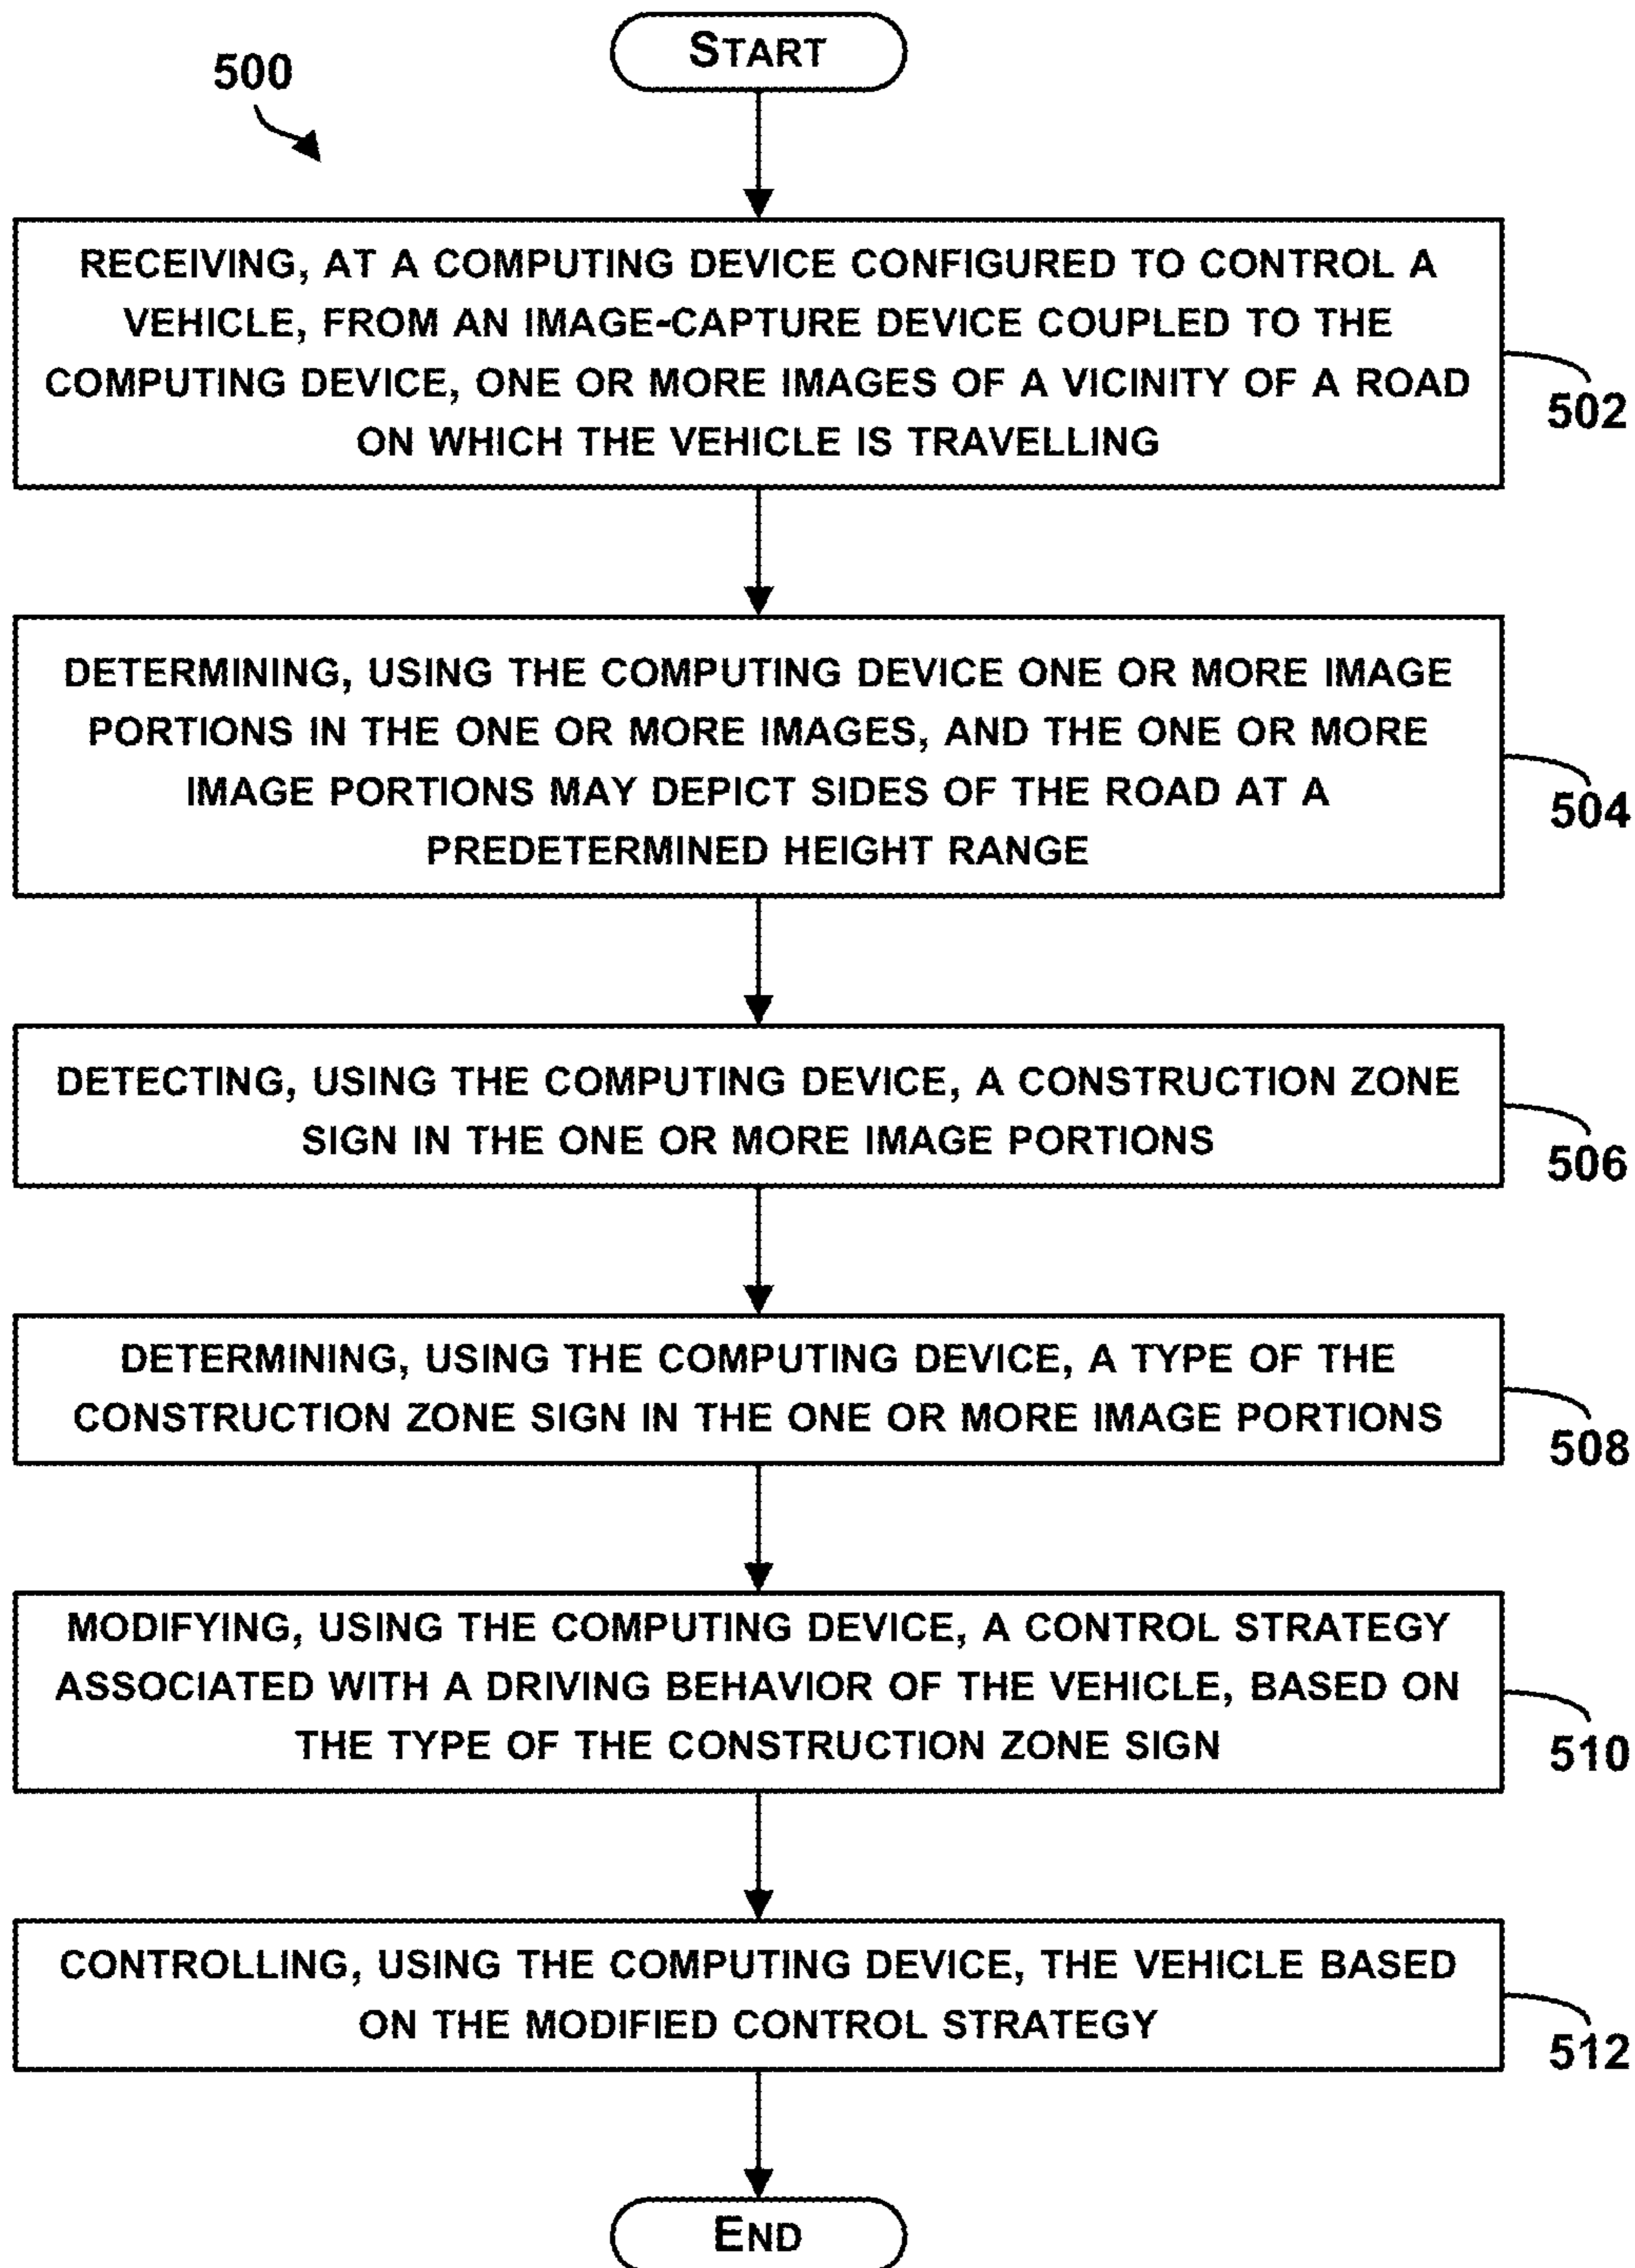 START
500
RECEIVING, AT A COMPUTING DEVICE CONFIGURED TO CONTROL A
VEHICLE, FROM AN IMAGE-CAPTURE DEVICE COUPLED TO THE
COMPUTING DEVICE, ONE OR MORE IMAGES OF A VICINITY OF A ROAD
ON WHICH THE VEHICLE IS TRAVELLING
502
DETERMINING, USING THE COMPUTING DEVICE ONE OR MORE IMAGE
PORTIONS IN THE ONE OR MORE IMAGES, AND THE ONE OR MORE
IMAGE PORTIONS MAY DEPICT SIDES OF THE ROAD AT A
PREDETERMINED HEIGHT RANGE
504
DETECTING, USING THE COMPUTING DEVICE, A CONSTRUCTION ZONE
SIGN IN THE ONE OR MORE IMAGE PORTIONS
506
DETERMINING, USING THE COMPUTING DEVICE, A TYPE OF THE
CONSTRUCTION ZONE SIGN IN THE ONE OR MORE IMAGE PORTIONS
508
MODIFYING, USING THE COMPUTING DEVICE, A CONTROL STRATEGY
ASSOCIATED WITH A DRIVING BEHAVIOR OF THE VEHICLE, BASED ON
THE TYPE OF THE CONSTRUCTION ZONE SIGN
510
CONTROLLING, USING THE COMPUTING DEVICE, THE VEHICLE BASED
ON THE MODIFIED CONTROL STRATEGY
512
END